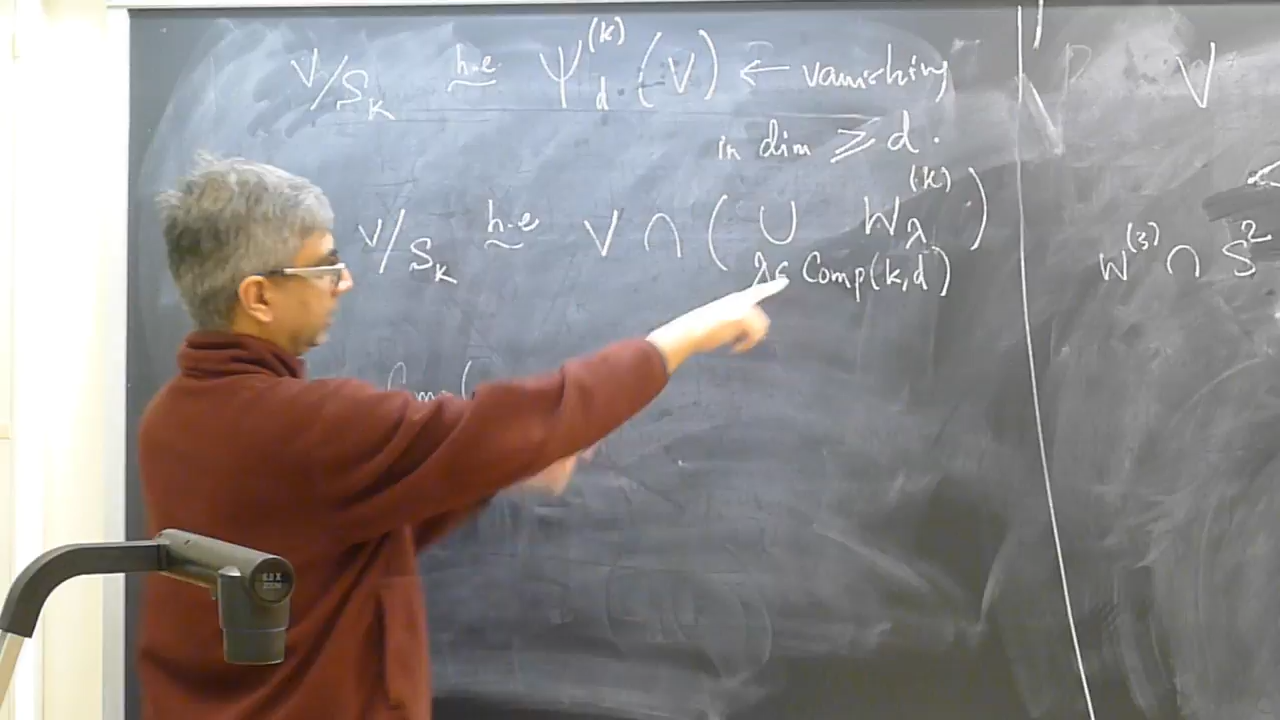 V/S_K ≃ h.e. Ψ_d^(k) (V) ← vanishing
in dim ≥ d.
V/S_K ≃ h.e V ∩ ( ∪_{λ∈Comp(k,d)} W_λ^(k) )
Comp(
V
W^(3) ∩ S^2